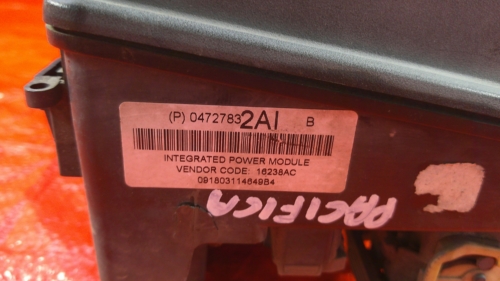 (P) 04727832AI B
INTEGRATED POWER MODULE
VENDOR CODE: 16238AC
09180311464984
PACIFICA